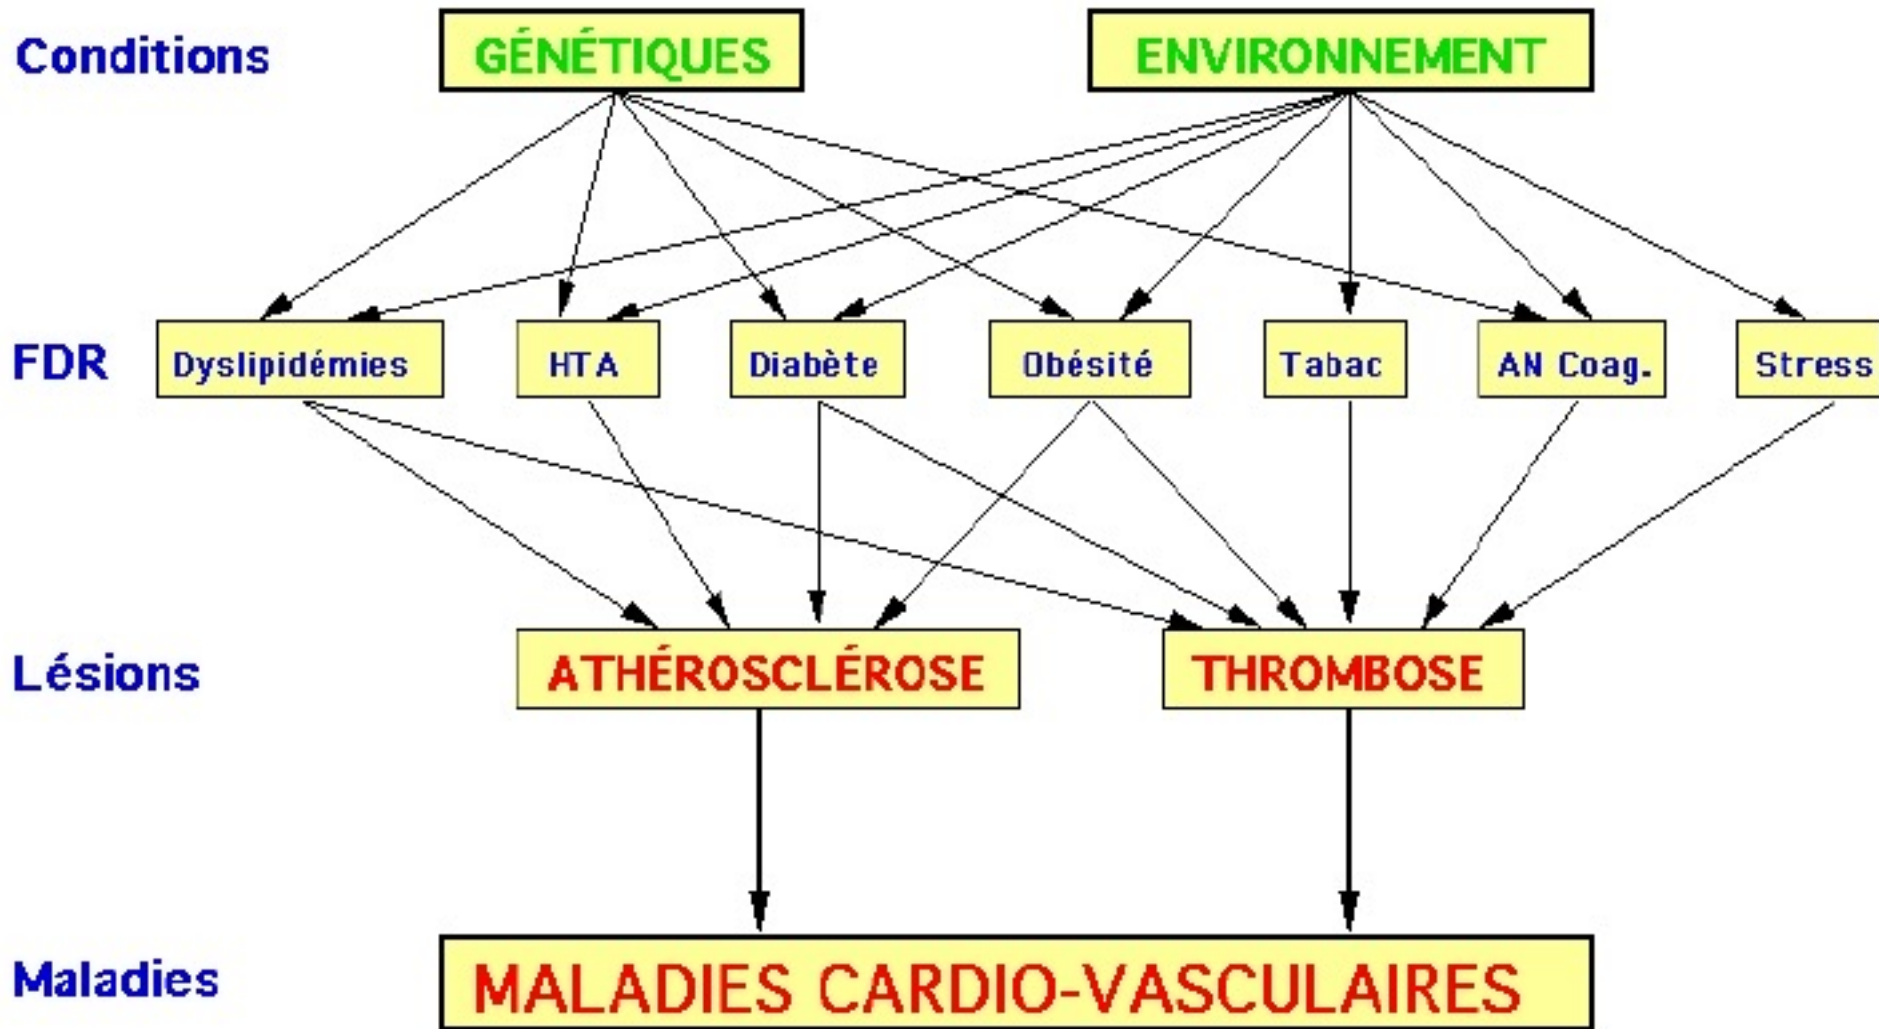 Conditions GÉNÉTIQUES ENVIRONNEMENT
FDR Dyslipidémies HTA Diabète Obésité Tabac AN Coag. Stress
Lésions ATHÉROSCLÉROSE THROMBOSE
Maladies MALADIES CARDIO-VASCULAIRES